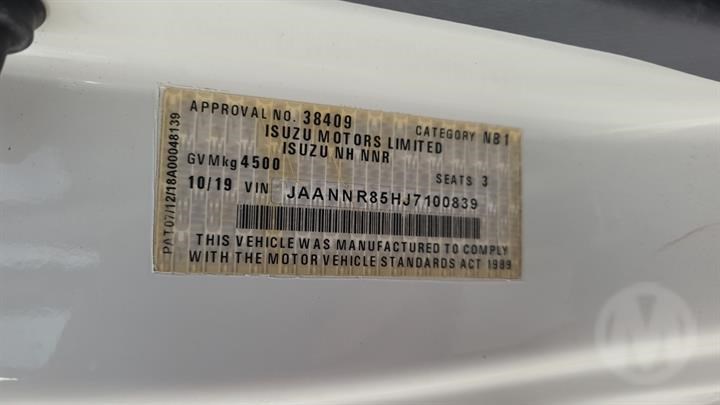 APPROVAL NO. 38409 CATEGORY NB1
ISUZU MOTORS LIMITED
ISUZU NH NNR
GVMkg 4500 SEATS 3
10/19 VIN JAANNR85HJ7100839
THIS VEHICLE WAS MANUFACTURED TO COMPLY
WITH THE MOTOR VEHICLE STANDARDS ACT 1989
PAT07/12/18A00048139
M